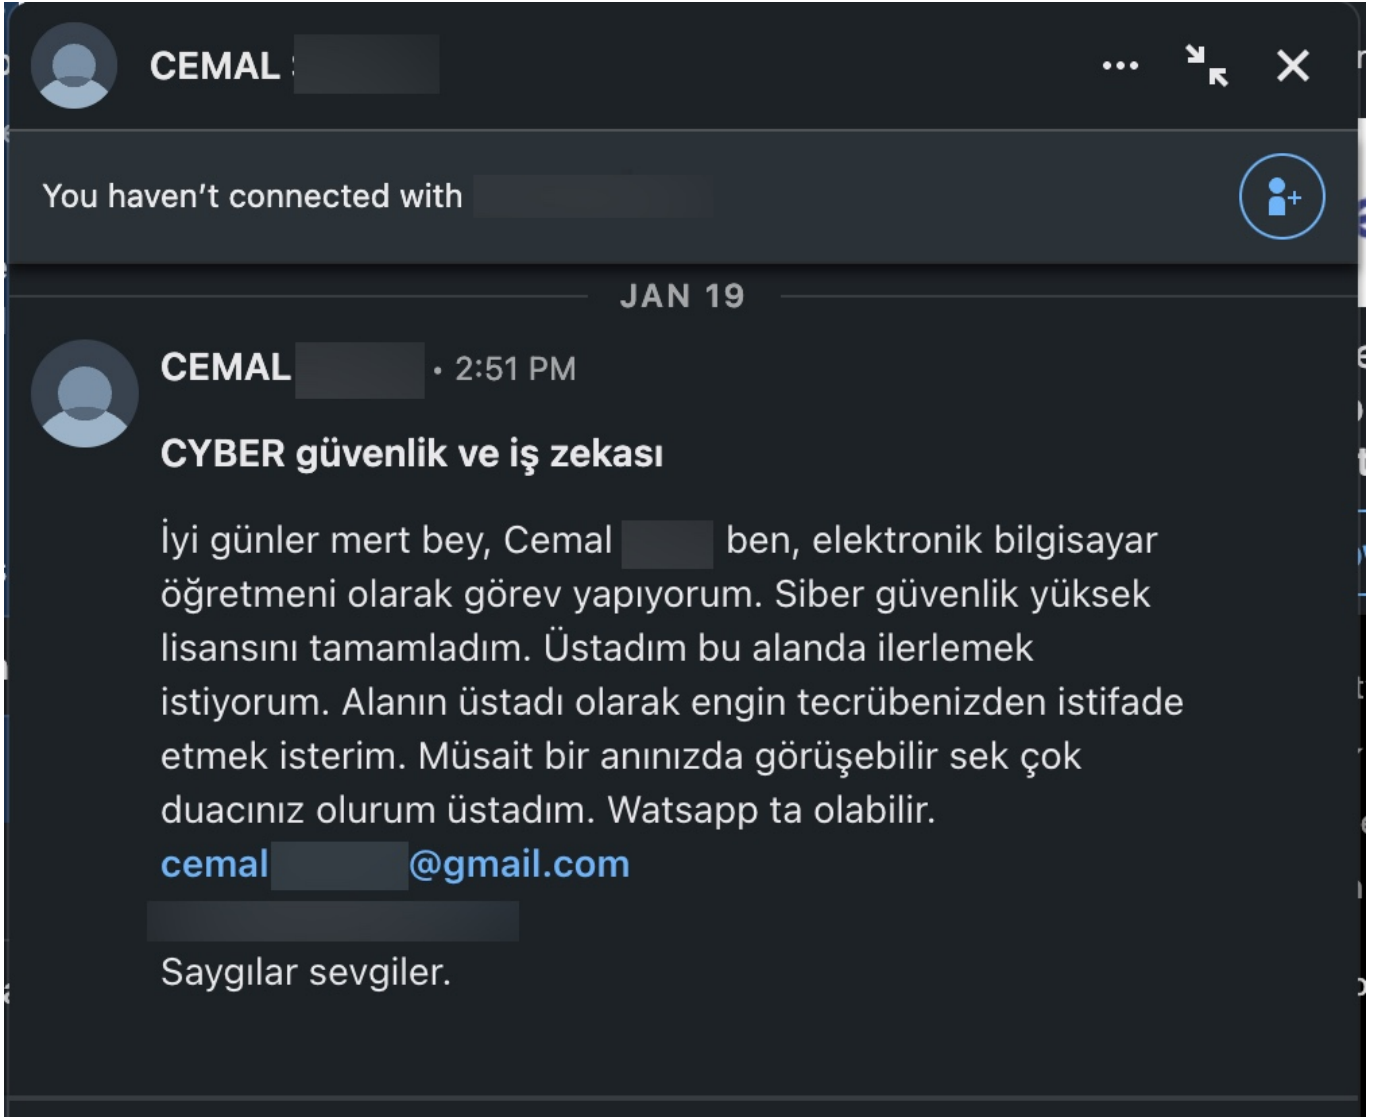 CEMAL
You haven't connected with
JAN 19
CEMAL • 2:51 PM
CYBER güvenlik ve iş zekası
İyi günler mert bey, Cemal ben, elektronik bilgisayar
öğretmeni olarak görev yapıyorum. Siber güvenlik yüksek
lisansını tamamladım. Üstadım bu alanda ilerlemek
istiyorum. Alanın üstadı olarak engin tecrübenizden istifade
etmek isterim. Müsait bir anınızda görüşebilir sek çok
duacınız olurum üstadım. Watsapp ta olabilir.
cemal @gmail.com
Saygılar sevgiler.